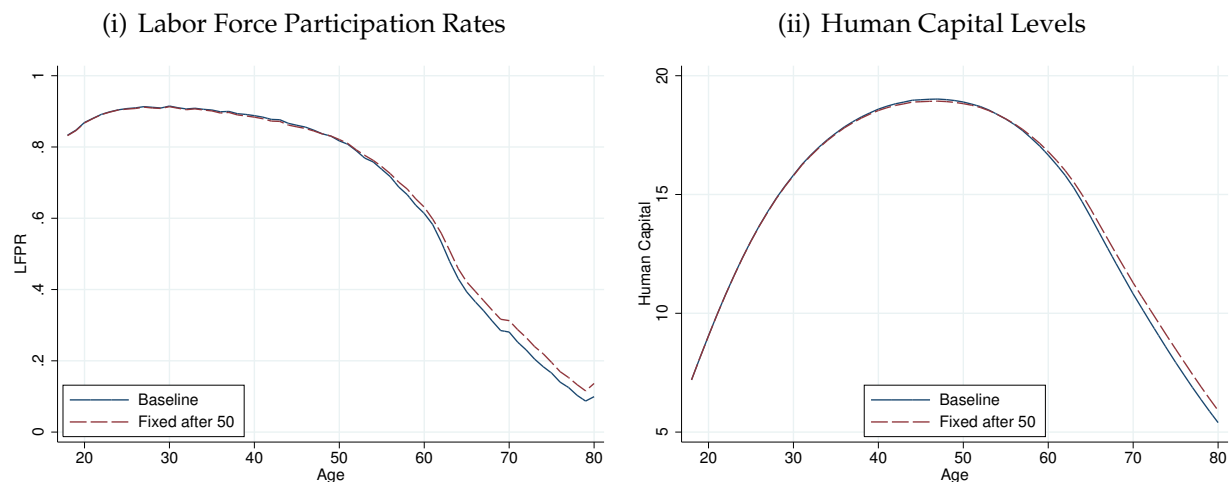 (i) Labor Force Participation Rates
1
.8
.6
.4
.2
0
LFPR
20 30 40 50 60 70 80
Age
Baseline
Fixed after 50
(ii) Human Capital Levels
20
15
10
5
Human Capital
20 30 40 50 60 70 80
Age
Baseline
Fixed after 50